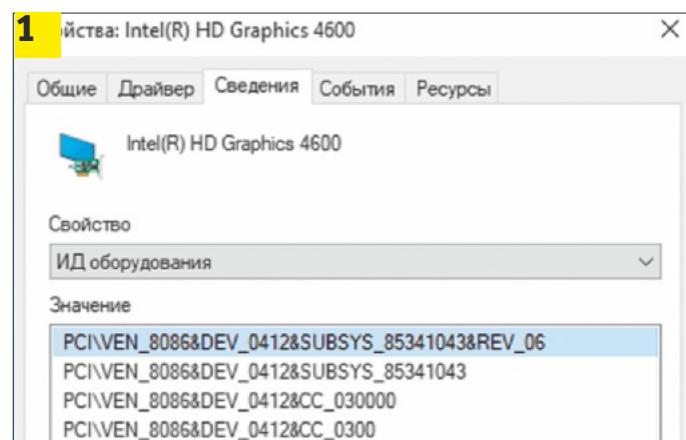 1
йства: Intel(R) HD Graphics 4600
Общие Драйвер Сведения События Ресурсы
Intel(R) HD Graphics 4600
Свойство
ИД оборудования
Значение
PCI\VEN_8086&DEV_0412&SUBSYS_85341043&REV_06
PCI\VEN_8086&DEV_0412&SUBSYS_85341043
PCI\VEN_8086&DEV_0412&CC_030000
PCI\VEN_8086&DEV_0412&CC_0300